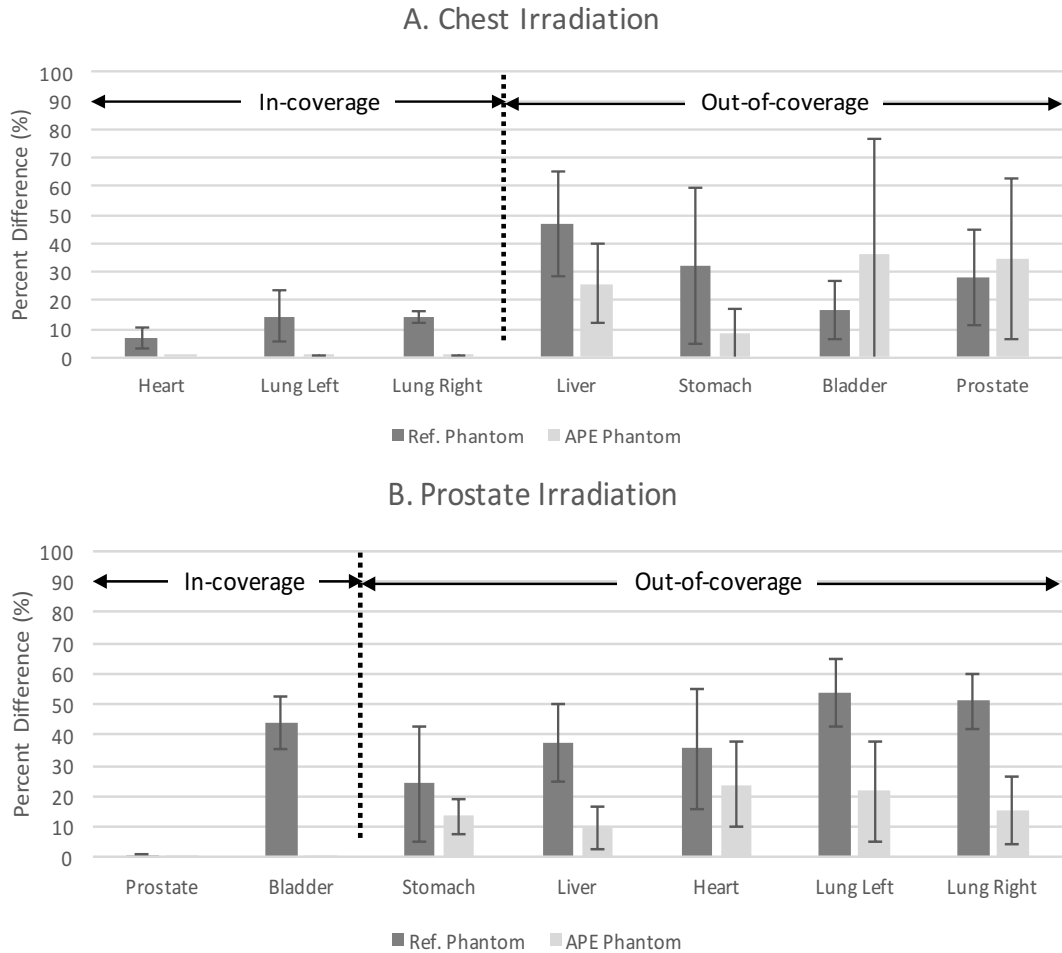 A. Chest Irradiation
Percent Difference (%)
100
90
80
70
60
50
40
30
20
10
0
In-coverage
Out-of-coverage
Heart
Lung Left
Lung Right
Liver
Stomach
Bladder
Prostate
Ref. Phantom
APE Phantom
B. Prostate Irradiation
Percent Difference (%)
100
90
80
70
60
50
40
30
20
10
0
In-coverage
Out-of-coverage
Prostate
Bladder
Stomach
Liver
Heart
Lung Left
Lung Right
Ref. Phantom
APE Phantom